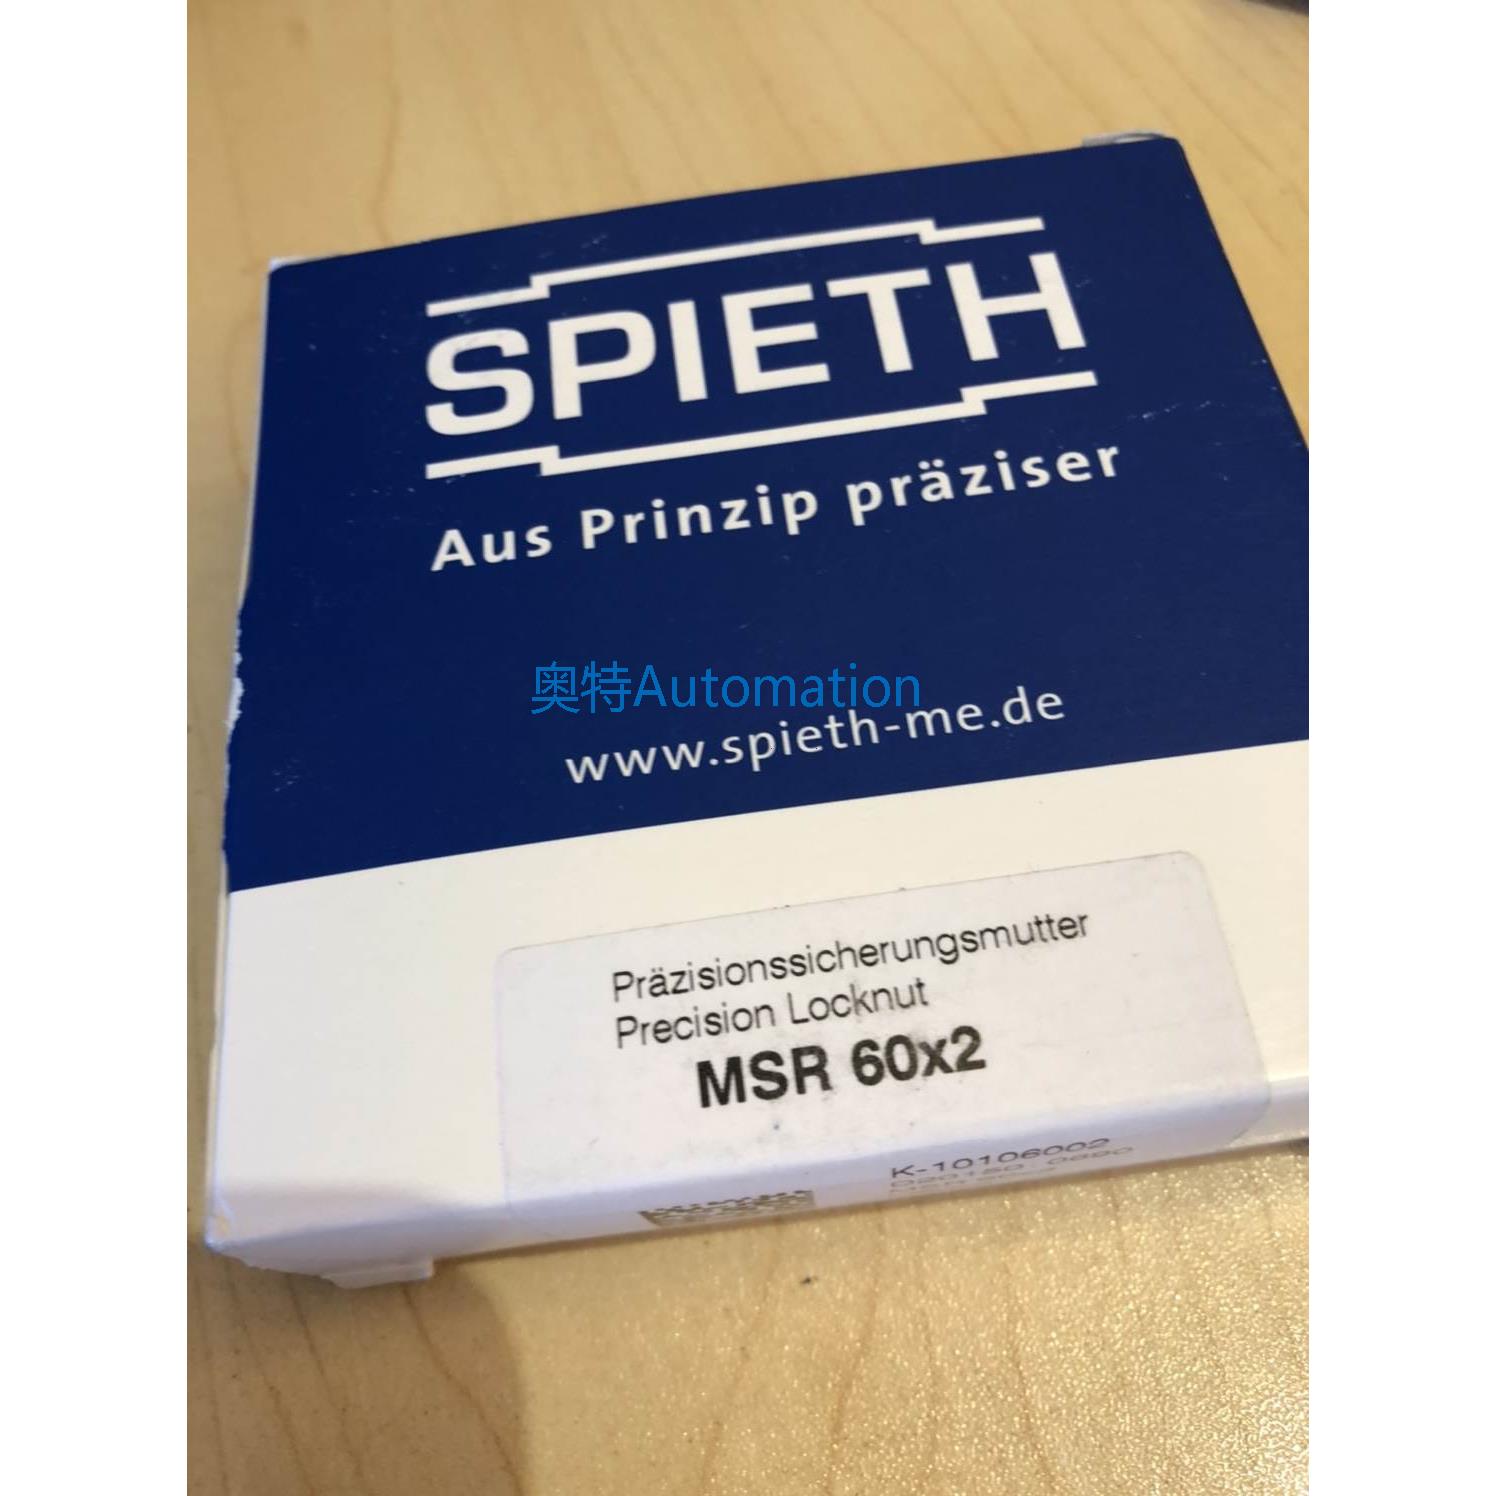 SPIETH
Aus Prinzip präziser
奥特Automation
www.spieth-me.de
Präzisionssicherungsmutter
Precision Locknut
MSR 60x2
K-10106002